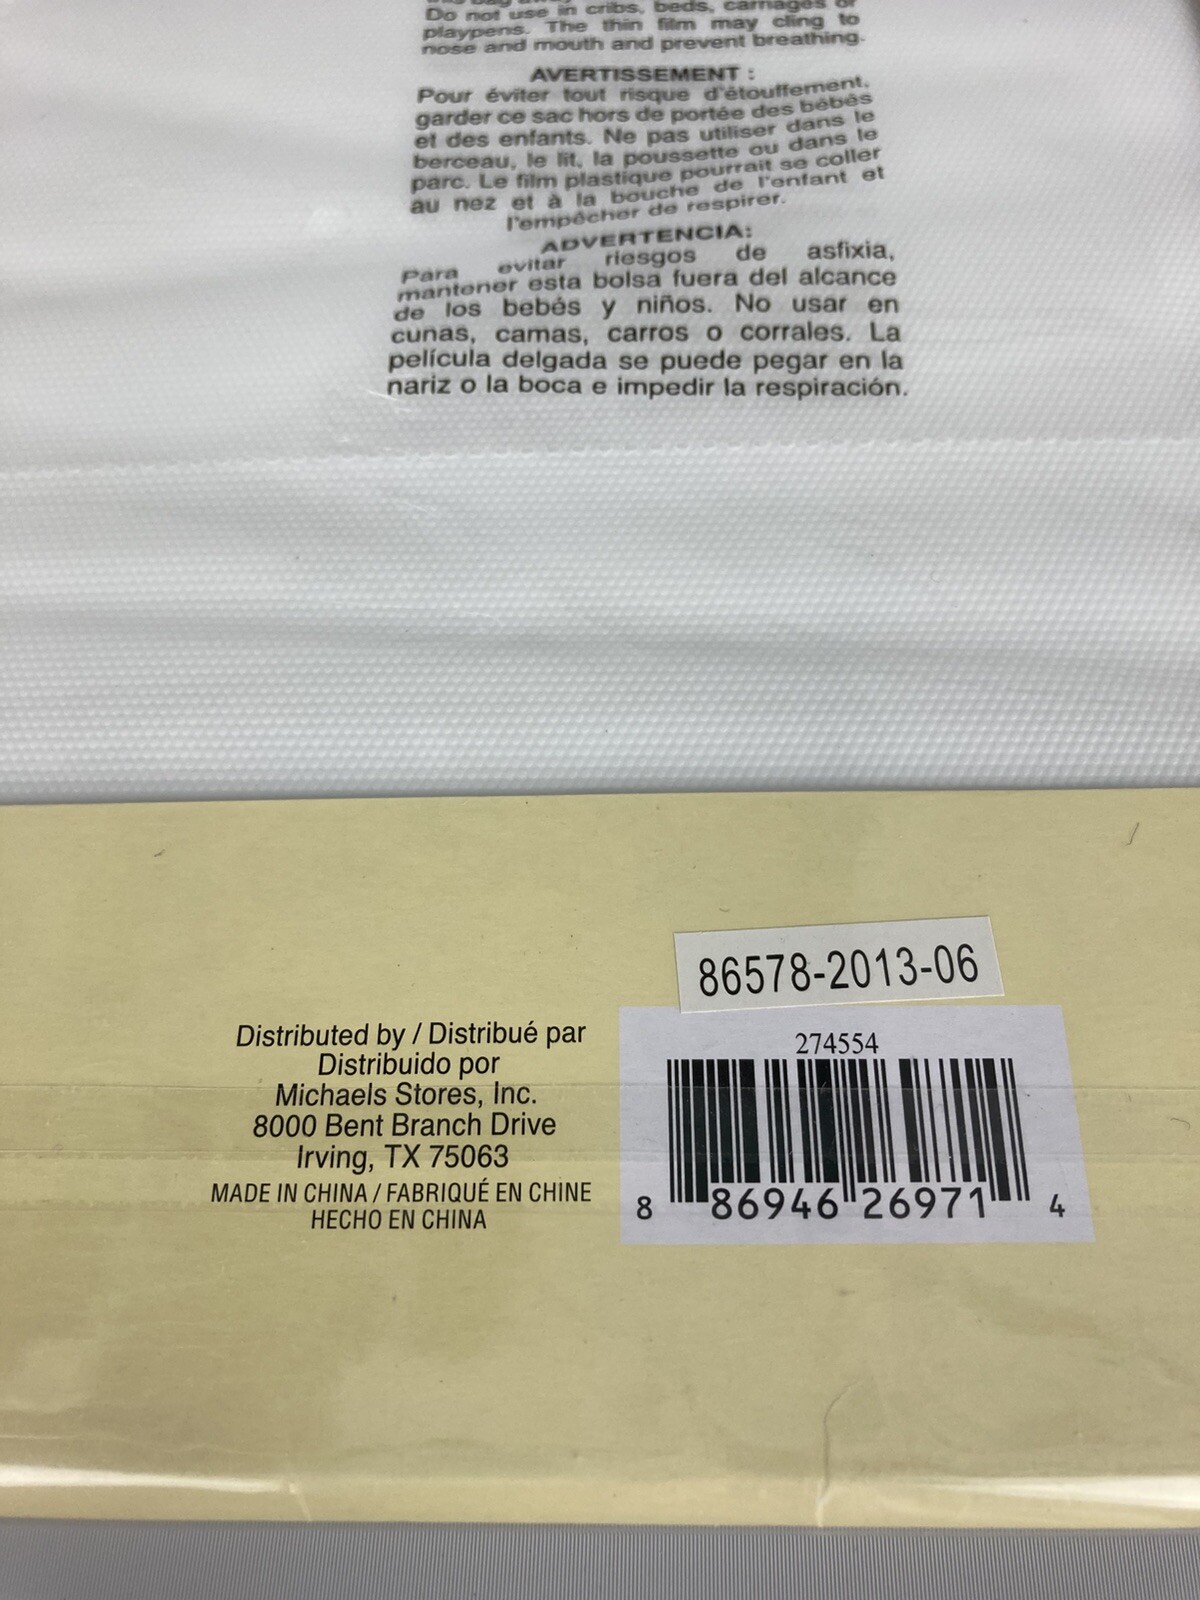 this bag away
Do not use in cribs, beds, carriages or
playpens. The thin film may cling to
nose and mouth and prevent breathing.
AVERTISSEMENT :
Pour éviter tout risque d'étouffement,
garder ce sac hors de portée des bébés
et des enfants. Ne pas utiliser dans le
berceau, le lit, la poussette ou dans le
parc. Le film plastique pourrait se coller
au nez et à la bouche de l'enfant et
l'empêcher de respirer.
ADVERTENCIA:
Para evitar riesgos de asfixia,
mantener esta bolsa fuera del alcance
de los bebés y niños. No usar en
cunas, camas, carros o corrales. La
película delgada se puede pegar en la
nariz o la boca e impedir la respiración.
86578-2013-06
Distributed by / Distribué par
Distribuido por
Michaels Stores, Inc.
8000 Bent Branch Drive
Irving, TX 75063
MADE IN CHINA / FABRIQUÉ EN CHINE
HECHO EN CHINA
274554
8 86946 26971 4